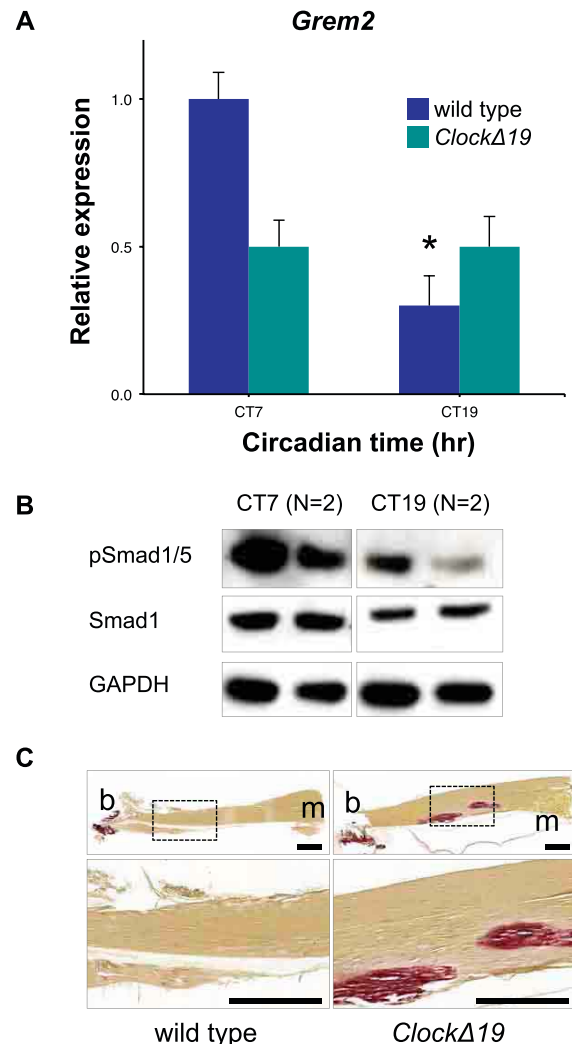 A
Grem2
Relative expression
1.0
0.5
0.0
wild type
ClockΔ19
*
CT7
CT19
Circadian time (hr)
B
CT7 (N=2) CT19 (N=2)
pSmad1/5
Smad1
GAPDH
C
b m b m
wild type ClockΔ19